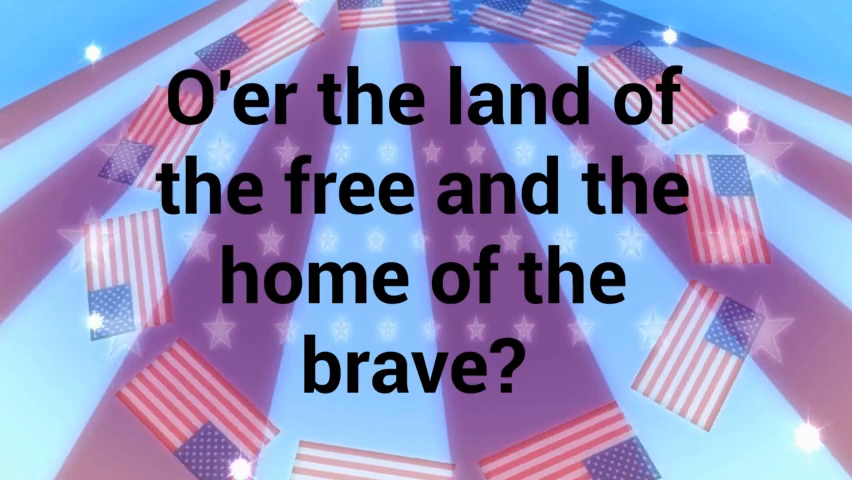 O'er the land of
the free and the
home of the
brave?